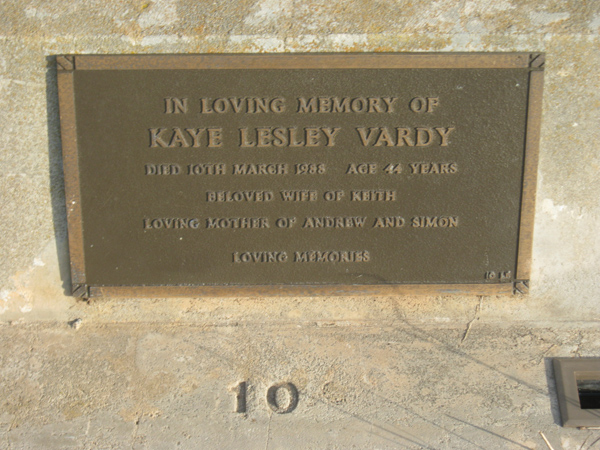 IN LOVING MEMORY OF
KAYE LESLEY VARDY
DIED 10TH MARCH 1988 AGE 44 YEARS
BELOVED WIFE OF KEITH
LOVING MOTHER OF ANDREW AND SIMON
LOVING MEMORIES
10